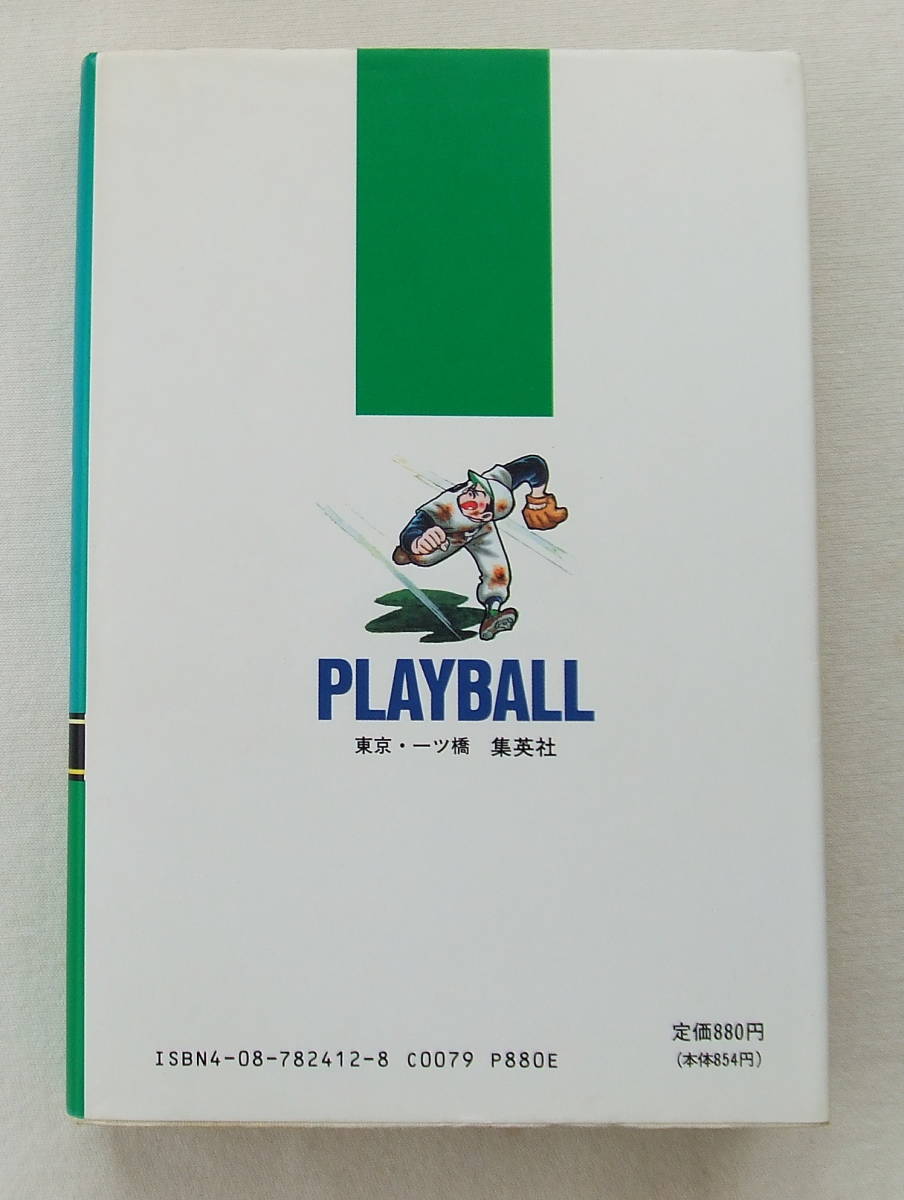 PLAYBALL
東京・一ツ橋 集英社
定価880円
(本体854円)
ISBN4-08-782412-8 C0079 P880E